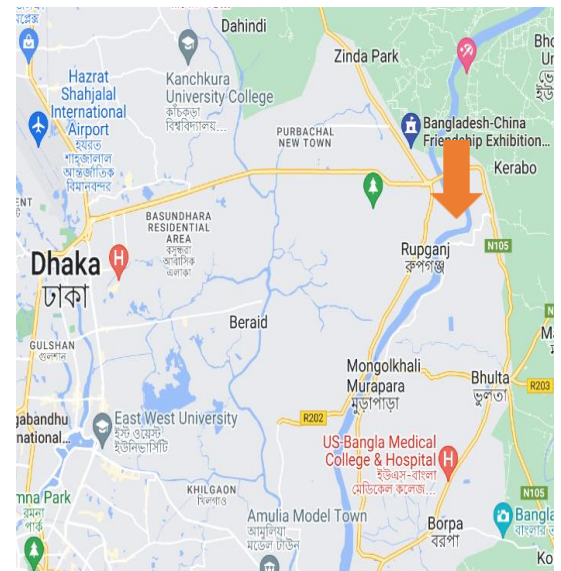 Dahindi
Zinda Park
Hazrat
Shahjalal
International
Airport
হযরত
শাহজালাল
আন্তর্জাতিক
বিমানবন্দর
Kanchkura
University College
কাঁচকুড়া
বিশ্ববিদ্যালয়...
PURBACHAL
NEW TOWN
Bangladesh-China
Friendship Exhibition...
Kerabo
BASUNDHARA
RESIDENTIAL
AREA
বসুন্ধরা
আবাসিক
এলাকা
Dhaka
ঢাকা
H
Rupganj
রুপগঞ্জ
N105
Beraid
GULSHAN
গুলশান
Mongolkhali
Murapara
মুড়াপাড়া
Bhulta
ভুলতা
R203
East West University
ইস্ট ওয়েস্ট
ইউনিভার্সিটি
R202
US-Bangla Medical
College & Hospital
ইউএস-বাংলা
মেডিকেল কলেজ...
H
KHILGAON
খিলগাঁও
N105
Park
রমনা
পার্ক
Amulia Model Town
আমুলিয়া
মডেল টাউন
Borpa
বরপা